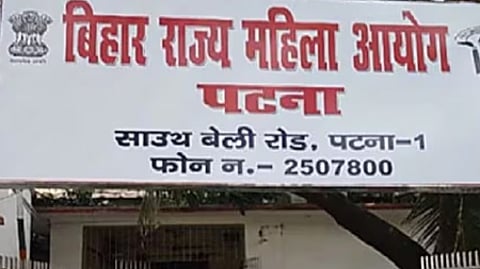 बिहार राज्य महिला आयोग
पटना
साउथ बेली रोड, पटना-1
फोन न.- 2507800